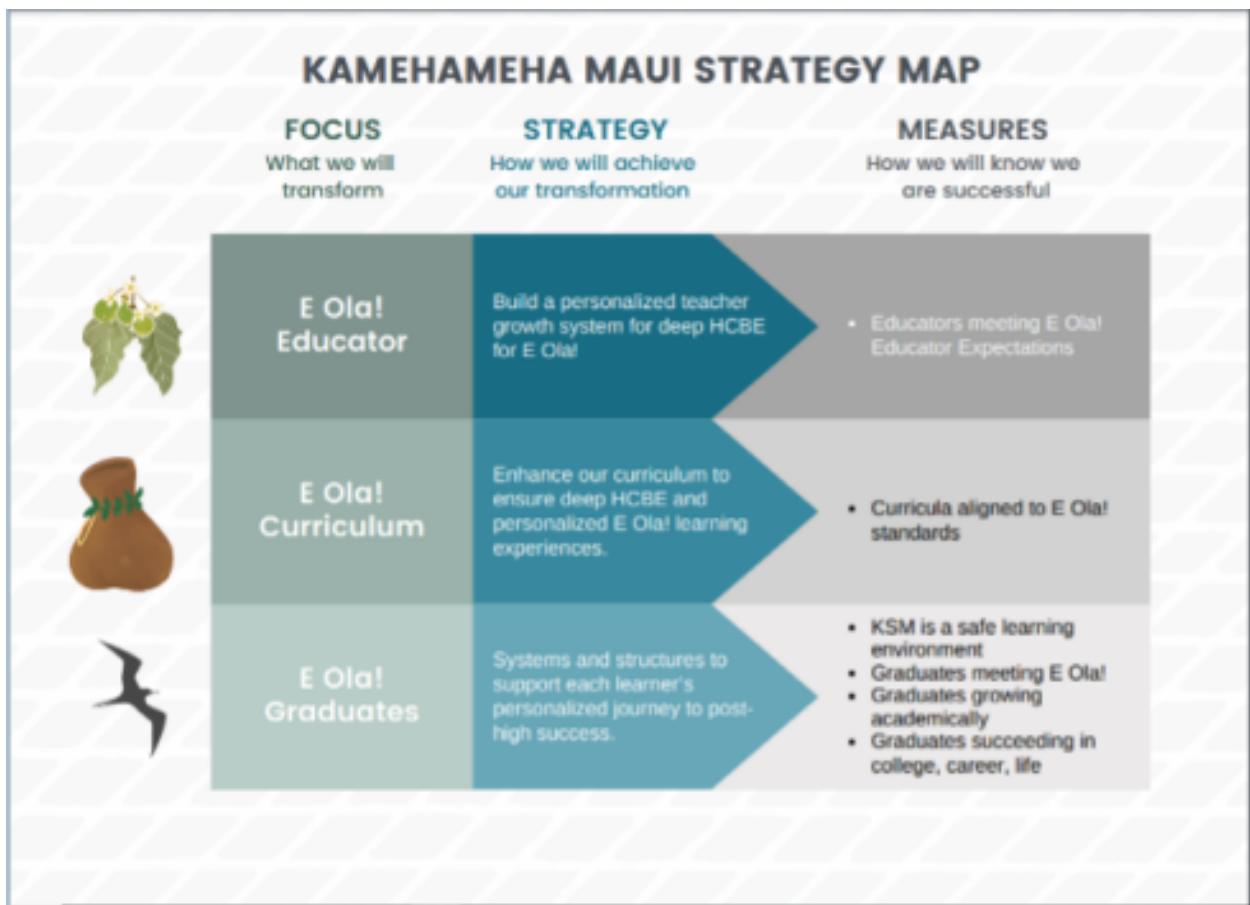 KAMEHAMEHA MAUI STRATEGY MAP
FOCUS
What we will
transform
STRATEGY
How we will achieve
our transformation
MEASURES
How we will know we
are successful
E Ola!
Educator
Build a personalized teacher
growth system for deep HCBE
for E Ola!
• Educators meeting E Ola!
Educator Expectations
E Ola!
Curriculum
Enhance our curriculum to
ensure deep HCBE and
personalized E Ola! learning
experiences.
• Curricula aligned to E Ola!
standards
E Ola!
Graduates
Systems and structures to
support each learner's
personalized journey to post-
high success.
• KSM is a safe learning
environment
• Graduates meeting E Ola!
• Graduates growing
academically
• Graduates succeeding in
college, career, life